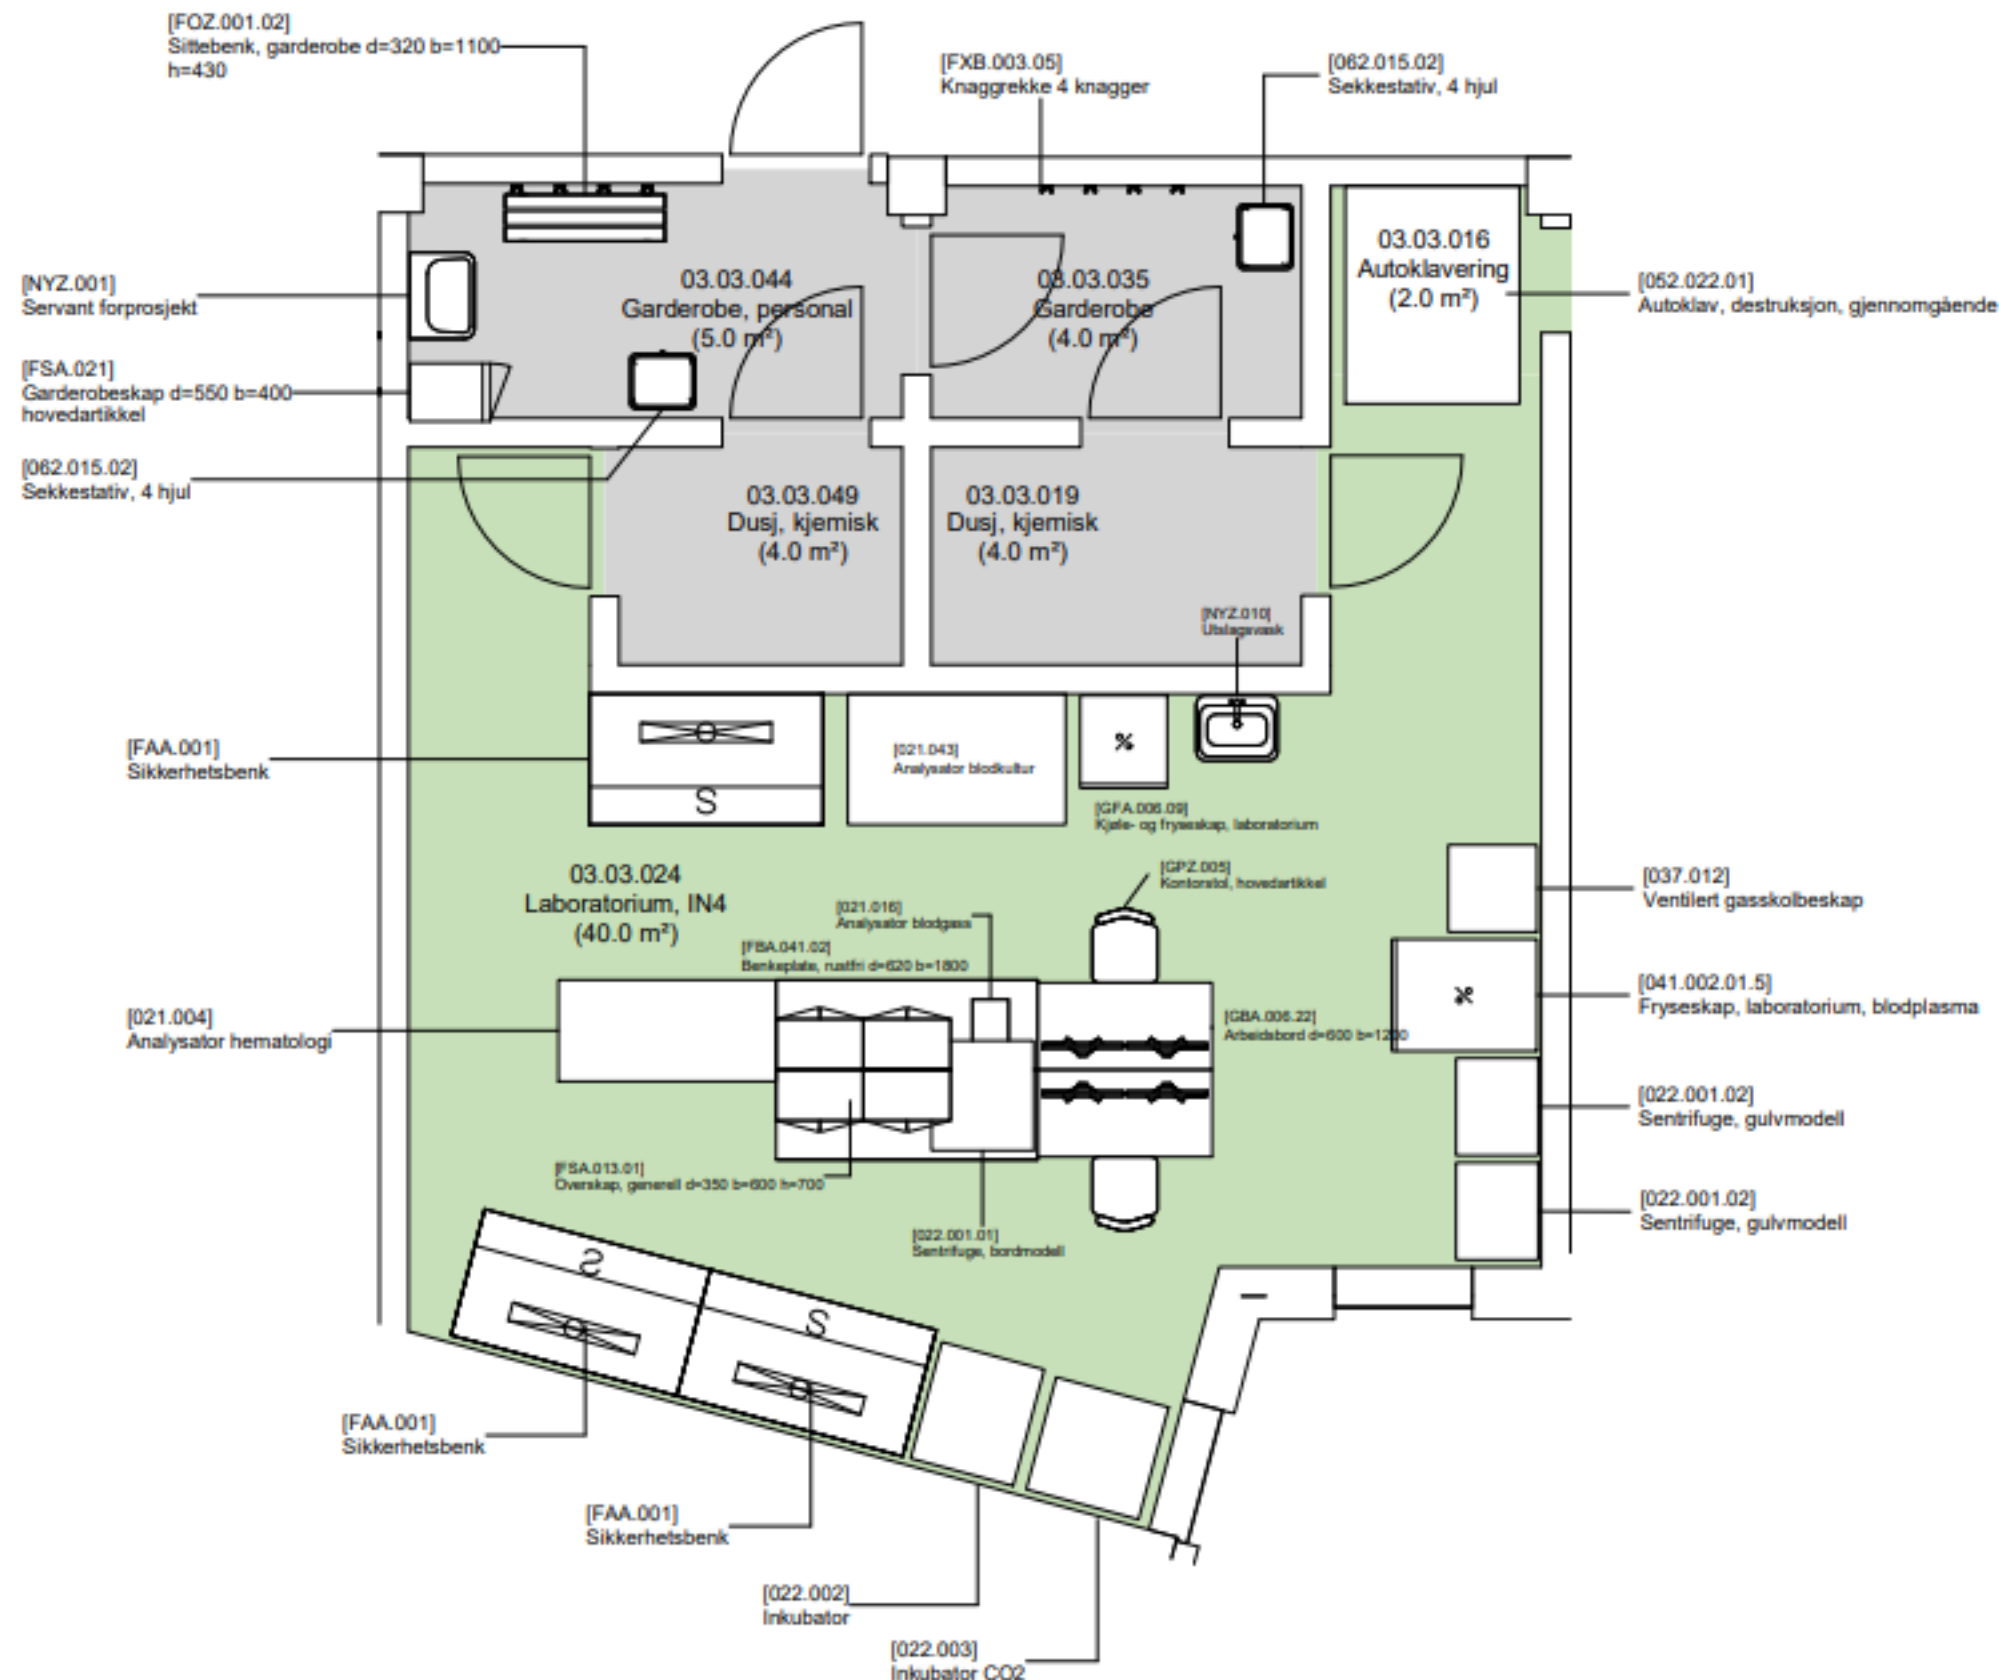 [FOZ.001.02]
Sittebenk, garderobe d=320 b=1100
h=430
[FXB.003.05]
Knaggrekke 4 knagger
[062.015.02]
Sekkestativ, 4 hjul
03.03.044
Garderobe, personal
(5.0 m²)
03.03.035
Garderobe
(4.0 m²)
03.03.016
Autoklavering
(2.0 m²)
[052.022.01]
Autoklav, destruksjon, gjennomgående
[NYZ.001]
Servant forprosjekt
[FSA.021]
Garderobeskap d=550 b=400
hovedartikkel
[062.015.02]
Sekkestativ, 4 hjul
03.03.049
Dusj, kjemisk
(4.0 m²)
03.03.019
Dusj, kjemisk
(4.0 m²)
[NYZ.010]
Utslagsvask
[FAA.001]
Sikkerhetsbenk
S
[021.043]
Analysator blodkultur
[GFA.006.09]
Kjøle- og fryseskap, laboratorium
03.03.024
Laboratorium, IN4
(40.0 m²)
[GPZ.005]
Kontorstol, hovedartikkel
[021.016]
Analysator blodgass
[FBA.041.02]
Benkeplate, rustfri d=620 b=1800
[037.012]
Ventilert gasskolbeskap
[041.002.01.5]
Fryseskap, laboratorium, blodplasma
[021.004]
Analysator hematologi
[GBA.006.22]
Arbeidsbord d=600 b=1200
[022.001.02]
Sentrifuge, gulvmodell
[FSA.013.01]
Overskap, generell d=350 b=600 h=700
[022.001.01]
Sentrifuge, bordmodell
[022.001.02]
Sentrifuge, gulvmodell
S
S
[FAA.001]
Sikkerhetsbenk
[FAA.001]
Sikkerhetsbenk
[022.002]
Inkubator
[022.003]
Inkubator CO2